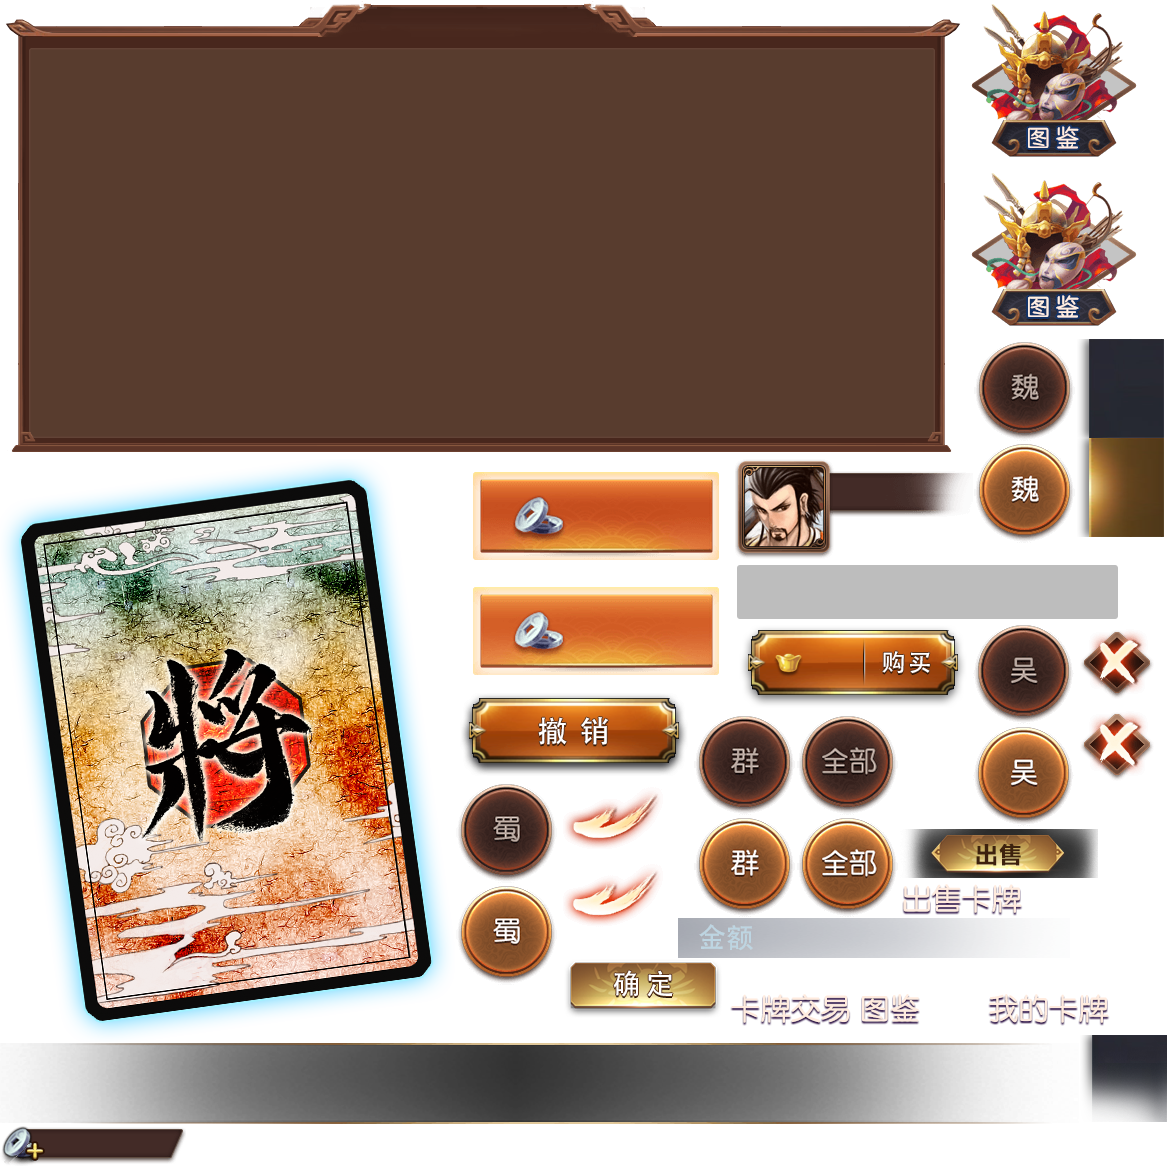 图鉴
图鉴
魏
魏
將
购买
吴
撤销
群
全部
吴
蜀
群
全部
出售
出售卡牌
蜀
金额
确定
卡牌交易
图鉴
我的卡牌